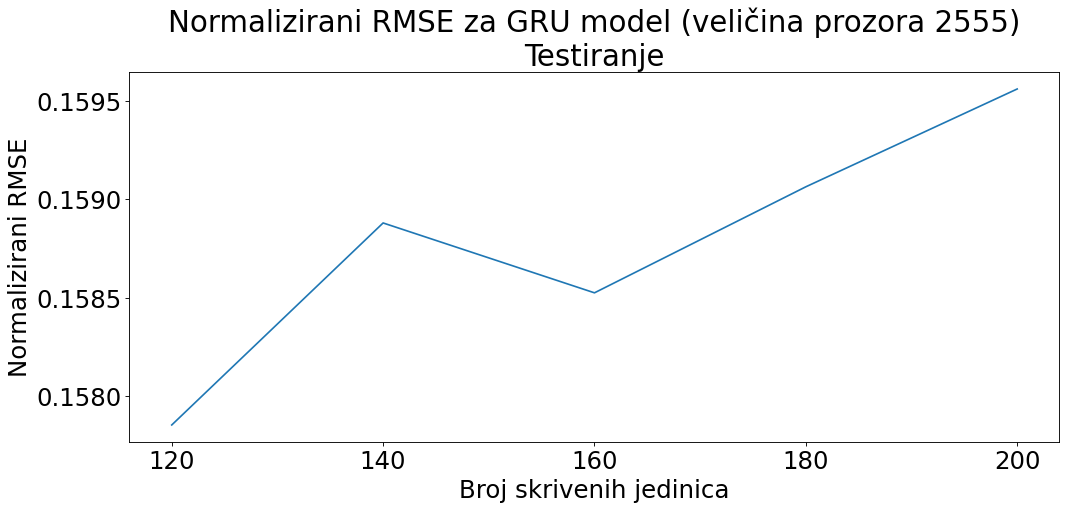 Normalizirani RMSE za GRU model (veličina prozora 2555)
Testiranje
Normalizirani RMSE
0.1595
0.1590
0.1585
0.1580
120 140 160 180 200
Broj skrivenih jedinica